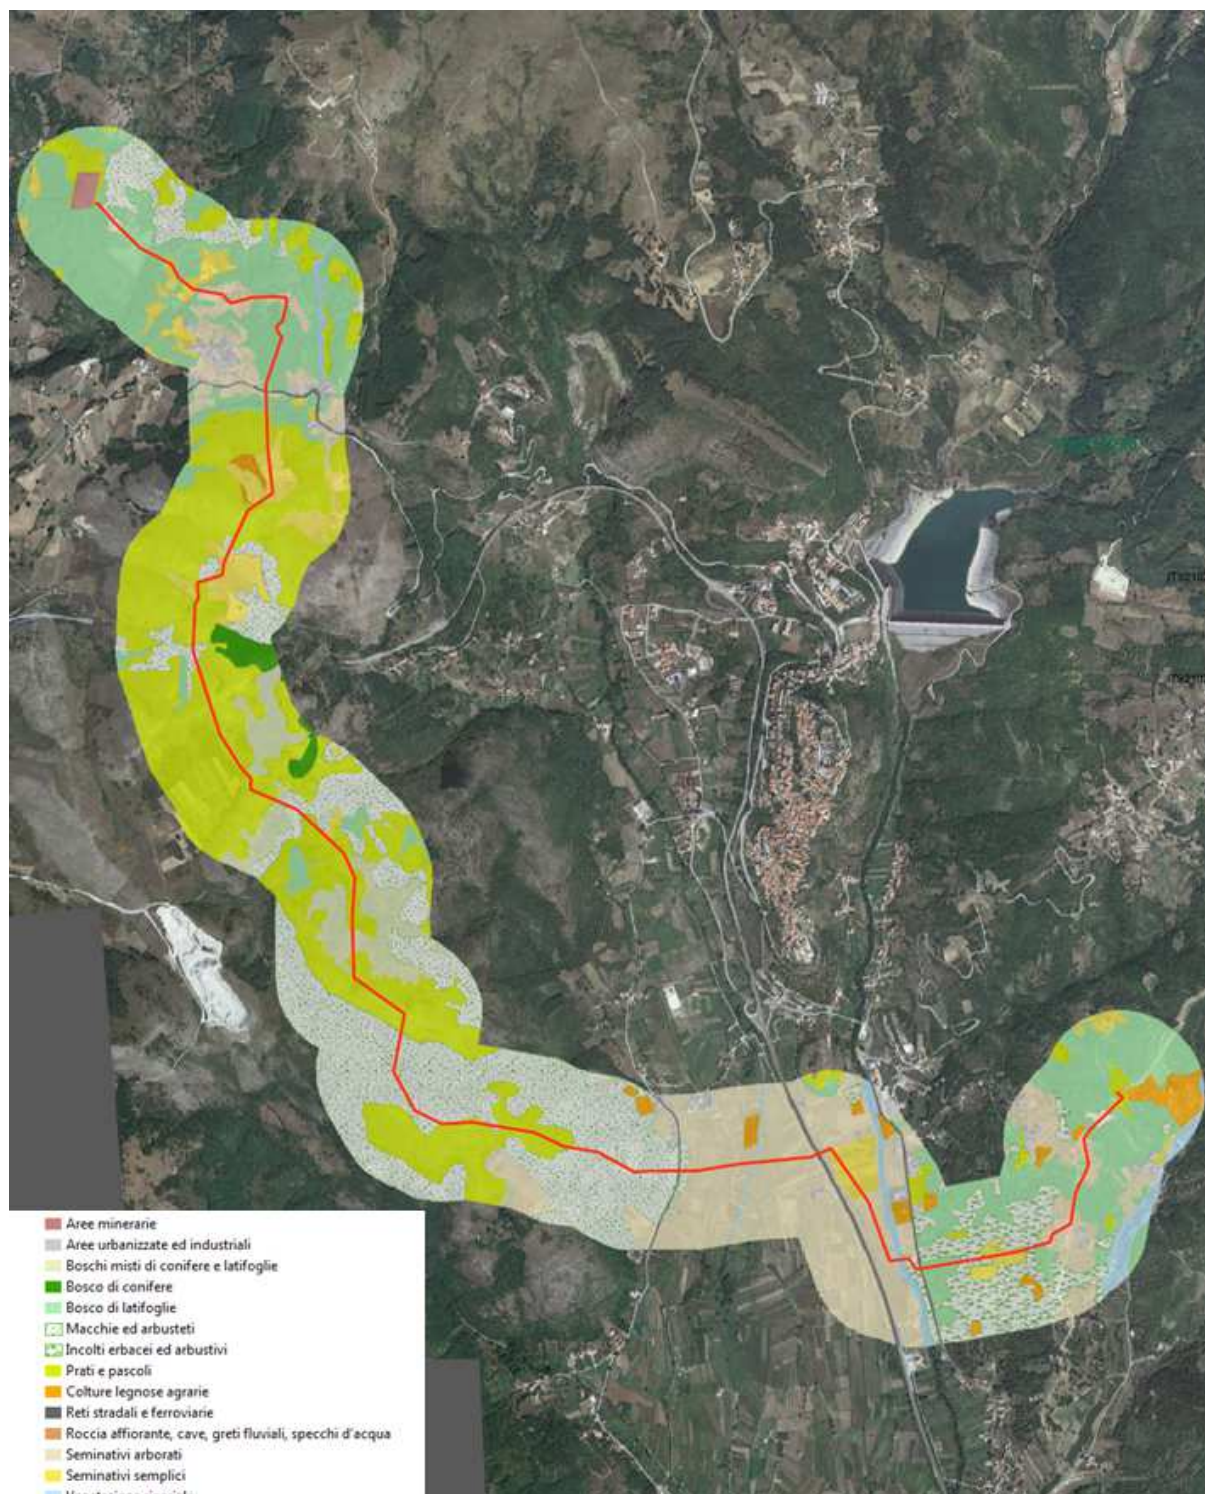 Aree minerarie
Aree urbanizzate ed industriali
Boschi misti di conifere e latifoglie
Bosco di conifere
Bosco di latifoglie
Macchie ed arbusteti
Incolti erbacei ed arbustivi
Prati e pascoli
Colture legnose agrarie
Reti stradali e ferroviarie
Roccia affiorante, cave, greti fluviali, specchi d'acqua
Seminativi arborati
Seminativi semplici